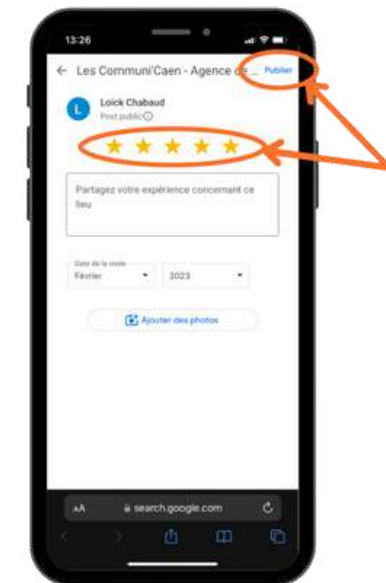 13:26
← Les Communi'Caen - Agence de ... Publier
L
Loïck Chabaud
Post public
Partagez votre expérience concernant ce
lieu
Date de la visite
Février
2023
Ajouter des photos
AA
search.google.com